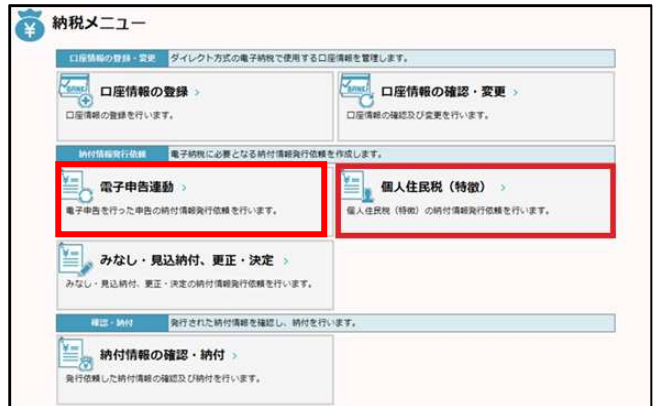 納税メニュー
口座情報の登録・変更 ダイレクト方式の電子納税で使用する口座情報を管理します。
口座情報の登録
口座情報の登録を行います。
口座情報の確認・変更
口座情報の確認及び変更を行います。
納付情報発行依頼 電子納税に必要となる納付情報発行依頼を作成します。
電子申告連動
電子申告を行った申告の納付情報発行依頼を行います。
個人住民税（特徴）
個人住民税（特徴）の納付情報発行依頼を行います。
みなし・見込納付、更正・決定
みなし・見込納付、更正・決定の納付情報発行依頼を行います。
確認・納付 発行された納付情報を確認し、納付を行います。
納付情報の確認・納付
発行依頼した納付情報の確認及び納付を行います。